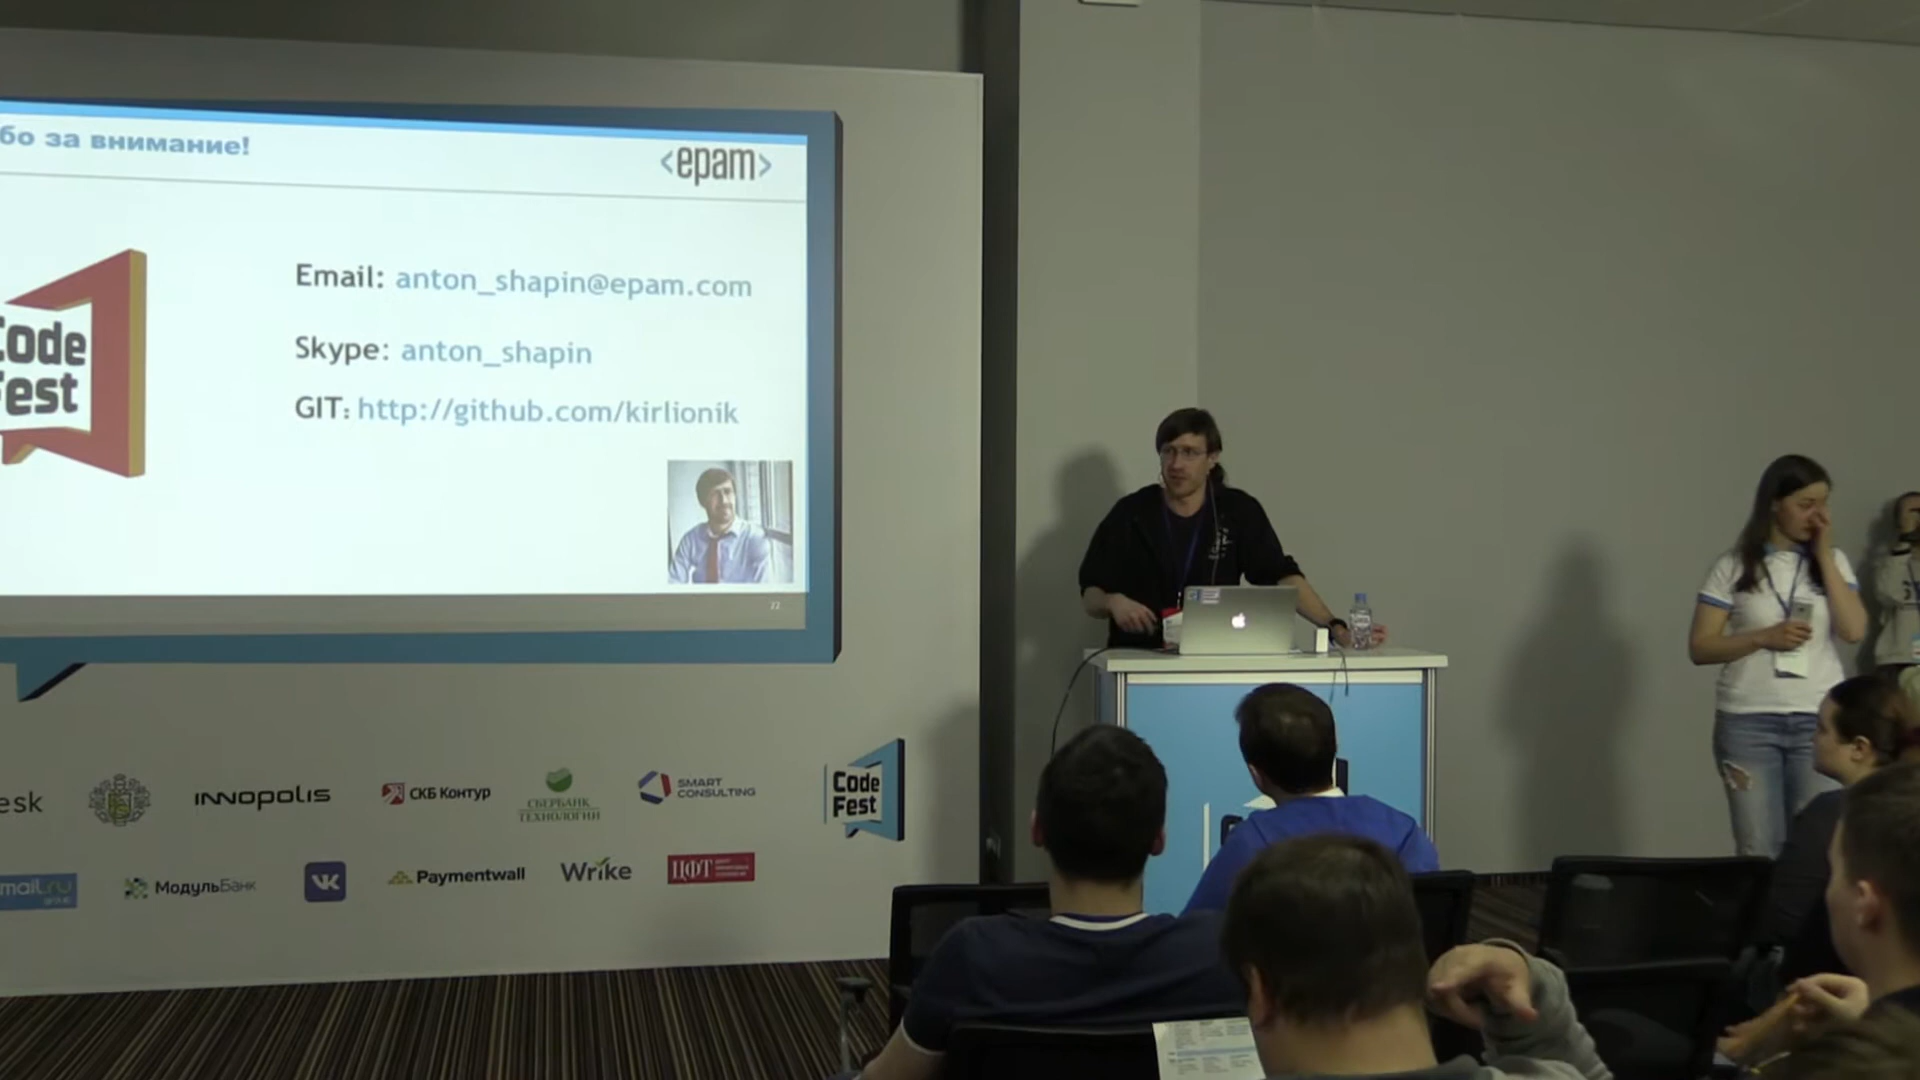 бо за внимание!
<epam>
Email: anton_shapin@epam.com
Skype: anton_shapin
GIT: http://github.com/kirlionik
Code
Fest
22
esk
INNOPOLIS
СКБ Контур
СБЕРБАНК
ТЕХНОЛОГИИ
SMART
CONSULTING
Code
Fest
mail.ru
МодульБанк
Paymentwall
Wrike
ЦФТ